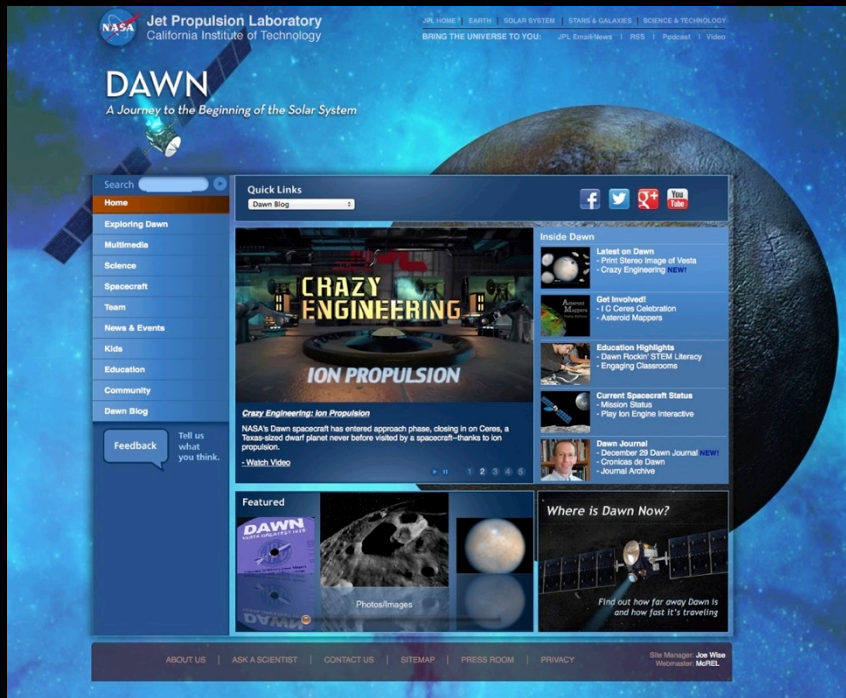 NASA
Jet Propulsion Laboratory
California Institute of Technology
JPL HOME | EARTH | SOLAR SYSTEM | STARS & GALAXIES | SCIENCE & TECHNOLOGY
BRING THE UNIVERSE TO YOU: JPL Email News | RSS | Podcast | Video
DAWN
A Journey to the Beginning of the Solar System
Search
Home
Exploring Dawn
Multimedia
Science
Spacecraft
Team
News & Events
Kids
Education
Community
Dawn Blog
Feedback
Tell us
what
you think.
Quick Links
Dawn Blog
You
Tube
CRAZY
ENGINEERING
ION PROPULSION
Crazy Engineering: Ion Propulsion
NASA's Dawn spacecraft has entered approach phase, closing in on Ceres, a
Texas-sized dwarf planet never before visited by a spacecraft--thanks to ion
propulsion.
- Watch Video
1 2 3 4 5
Inside Dawn
Latest on Dawn
- Print Stereo Image of Vesta
- Crazy Engineering NEW!
Asteroid
Mappers
Get Involved!
- I C Ceres Celebration
- Asteroid Mappers
Education Highlights
- Dawn Rockin' STEM Literacy
- Engaging Classrooms
Current Spacecraft Status
- Mission Status
- Play Ion Engine Interactive
Dawn Journal
- December 29 Dawn Journal NEW!
- Cronicas de Dawn
- Journal Archive
Featured
DAWN
VESTA GREATEST HITS
Photos/Images
Where is Dawn Now?
Find out how far away Dawn is
and how fast it's traveling
ABOUT US | ASK A SCIENTIST | CONTACT US | SITEMAP | PRESS ROOM | PRIVACY
Site Manager: Joe Wise
Webmaster: McREL